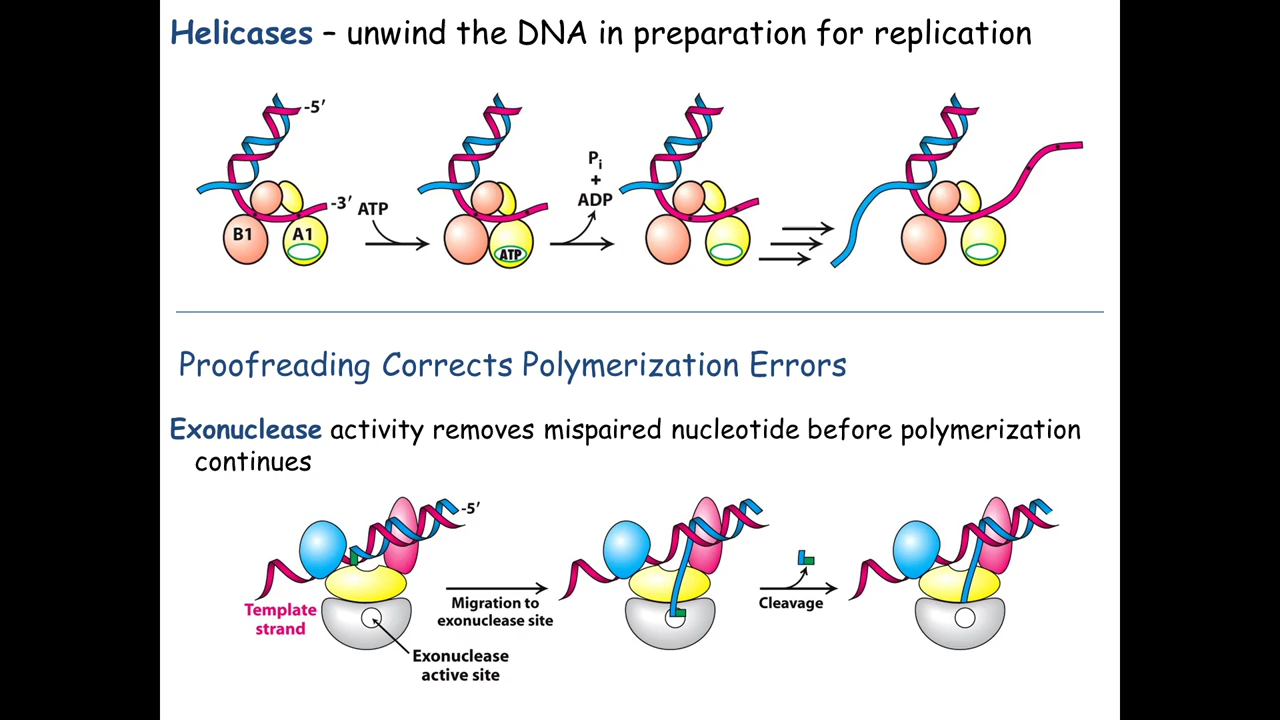 Helicases – unwind the DNA in preparation for replication
-5′
-3′
ATP
Pi
+
ADP
B1
A1
ATP
Proofreading Corrects Polymerization Errors
Exonuclease activity removes mispaired nucleotide before polymerization
continues
-5′
Template
strand
Migration to
exonuclease site
Cleavage
Exonuclease
active site